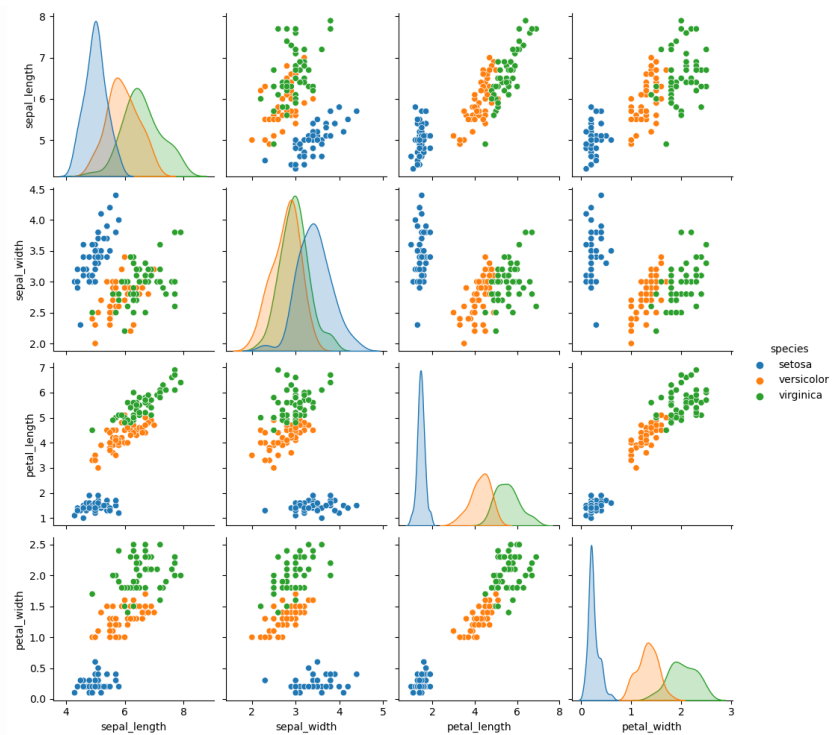 8
7
6
5
sepal_length
4.5
4.0
3.5
3.0
2.5
2.0
sepal_width
species
setosa
versicolor
virginica
7
6
5
4
3
2
1
petal_length
2.5
2.0
1.5
1.0
0.5
0.0
petal_width
4 6 8
2 3 4 5
2 4 6 8
0 1 2 3
sepal_length sepal_width petal_length petal_width